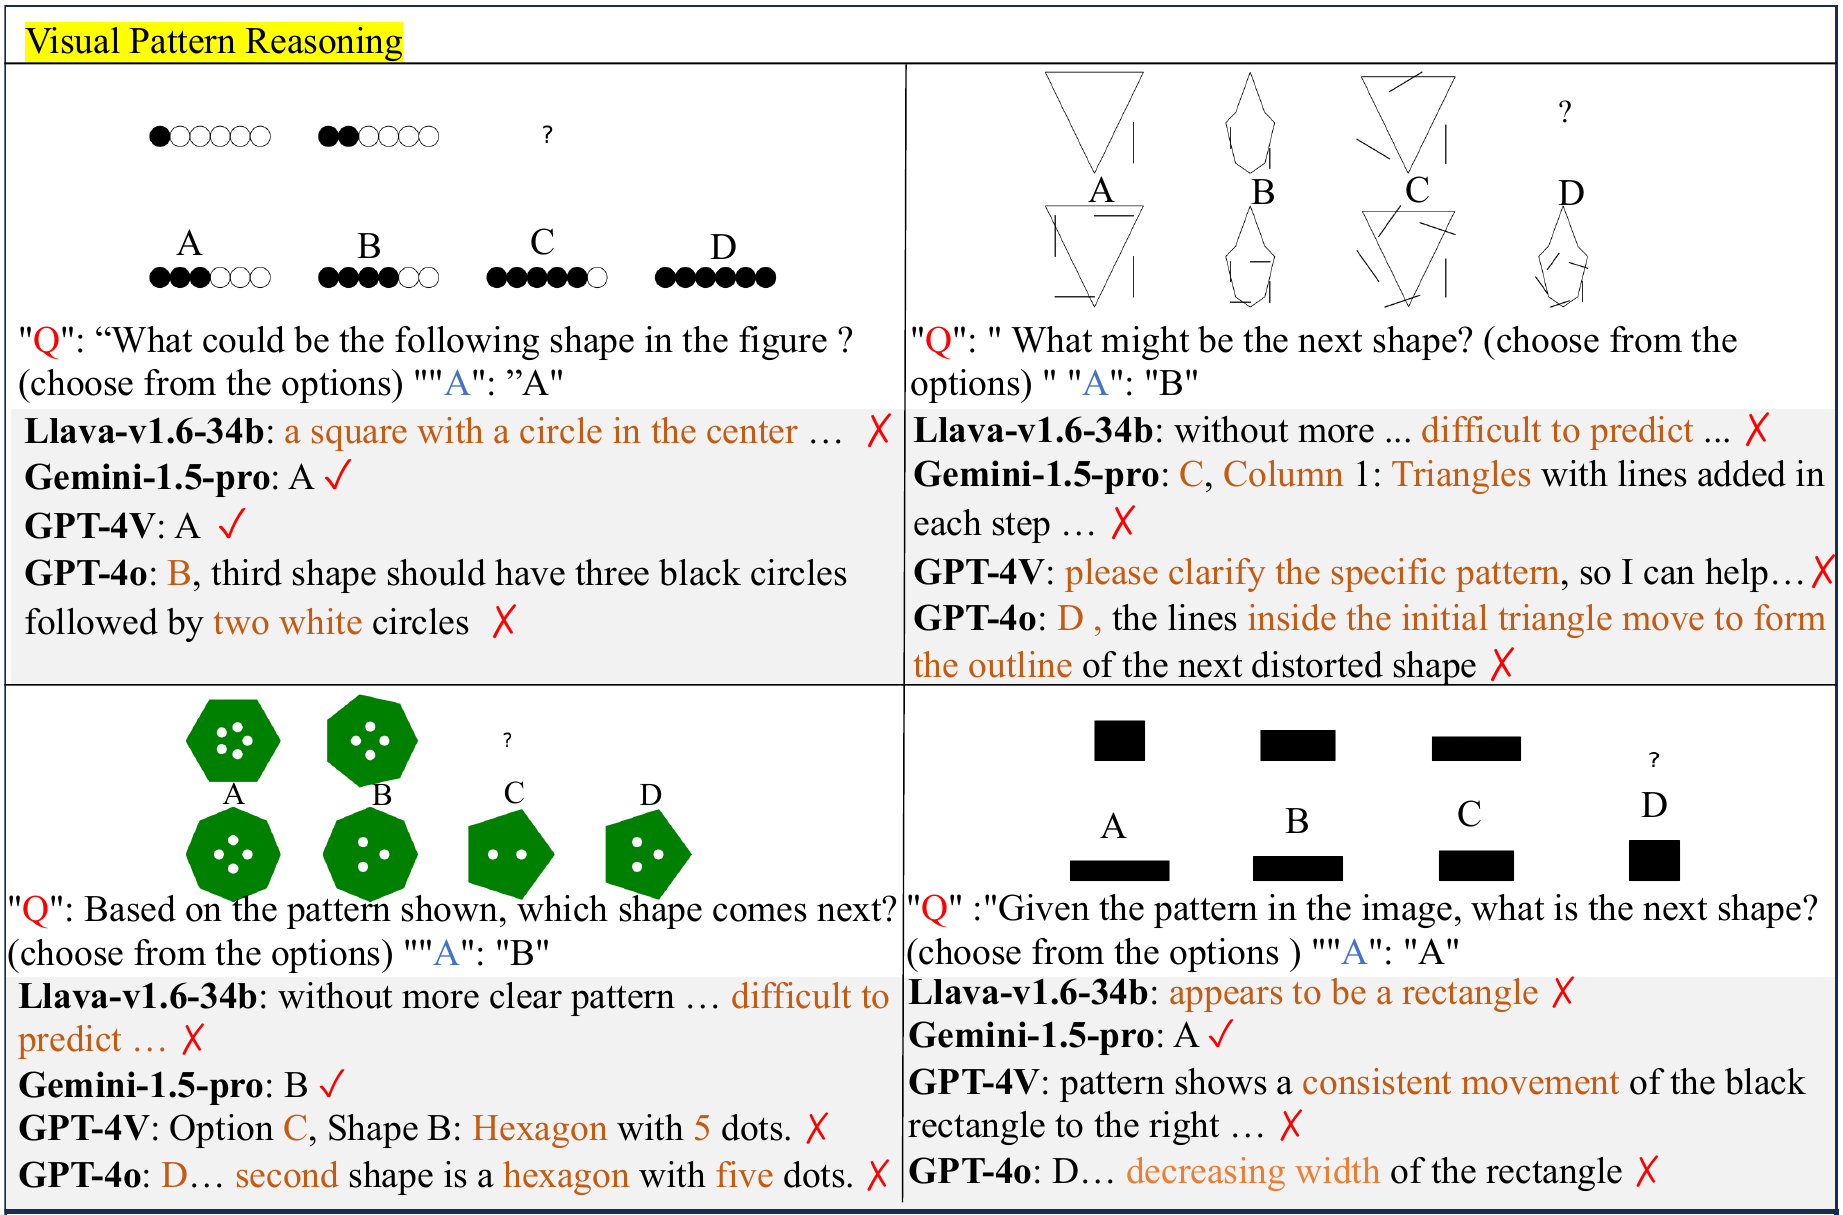 Visual Pattern Reasoning
?
A B C D
"Q": “What could be the following shape in the figure ?
(choose from the options) ""A": ”A"
Llava-v1.6-34b: a square with a circle in the center … ✗
Gemini-1.5-pro: A ✓
GPT-4V: A ✓
GPT-4o: B, third shape should have three black circles
followed by two white circles ✗
?
A B C D
"Q": " What might be the next shape? (choose from the
options) " "A": "B"
Llava-v1.6-34b: without more ... difficult to predict ... ✗
Gemini-1.5-pro: C, Column 1: Triangles with lines added in
each step … ✗
GPT-4V: please clarify the specific pattern, so I can help… ✗
GPT-4o: D , the lines inside the initial triangle move to form
the outline of the next distorted shape ✗
?
A B C D
"Q": Based on the pattern shown, which shape comes next?
(choose from the options) ""A": "B"
Llava-v1.6-34b: without more clear pattern … difficult to
predict … ✗
Gemini-1.5-pro: B ✓
GPT-4V: Option C, Shape B: Hexagon with 5 dots. ✗
GPT-4o: D… second shape is a hexagon with five dots. ✗
?
A B C D
"Q" :"Given the pattern in the image, what is the next shape?
(choose from the options ) ""A": "A"
Llava-v1.6-34b: appears to be a rectangle ✗
Gemini-1.5-pro: A ✓
GPT-4V: pattern shows a consistent movement of the black
rectangle to the right … ✗
GPT-4o: D… decreasing width of the rectangle ✗